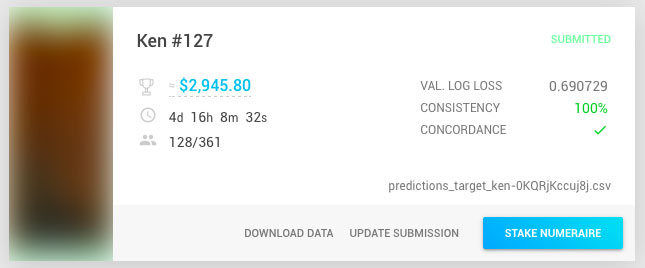 Ken #127
SUBMITTED
≈ $2,945.80
4d 16h 8m 32s
128/361
VAL. LOG LOSS 0.690729
CONSISTENCY 100%
CONCORDANCE
predictions_target_ken-0KQRjKccuj8j.csv
DOWNLOAD DATA UPDATE SUBMISSION STAKE NUMERAIRE